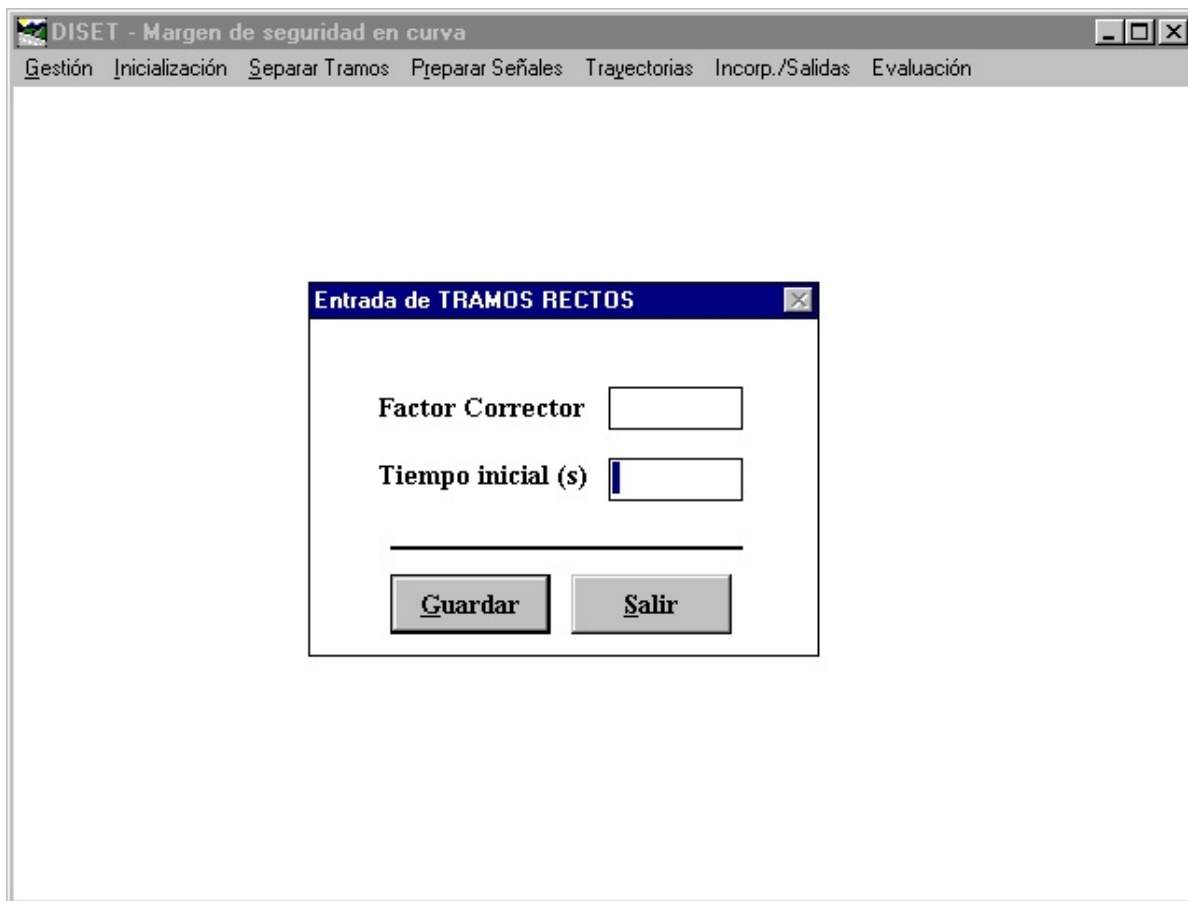 DISET - Margen de seguridad en curva
Gestión Inicialización Separar Tramos Preparar Señales Trayectorias Incorp./Salidas Evaluación
Entrada de TRAMOS RECTOS
Factor Corrector
Tiempo inicial (s)
Guardar Salir